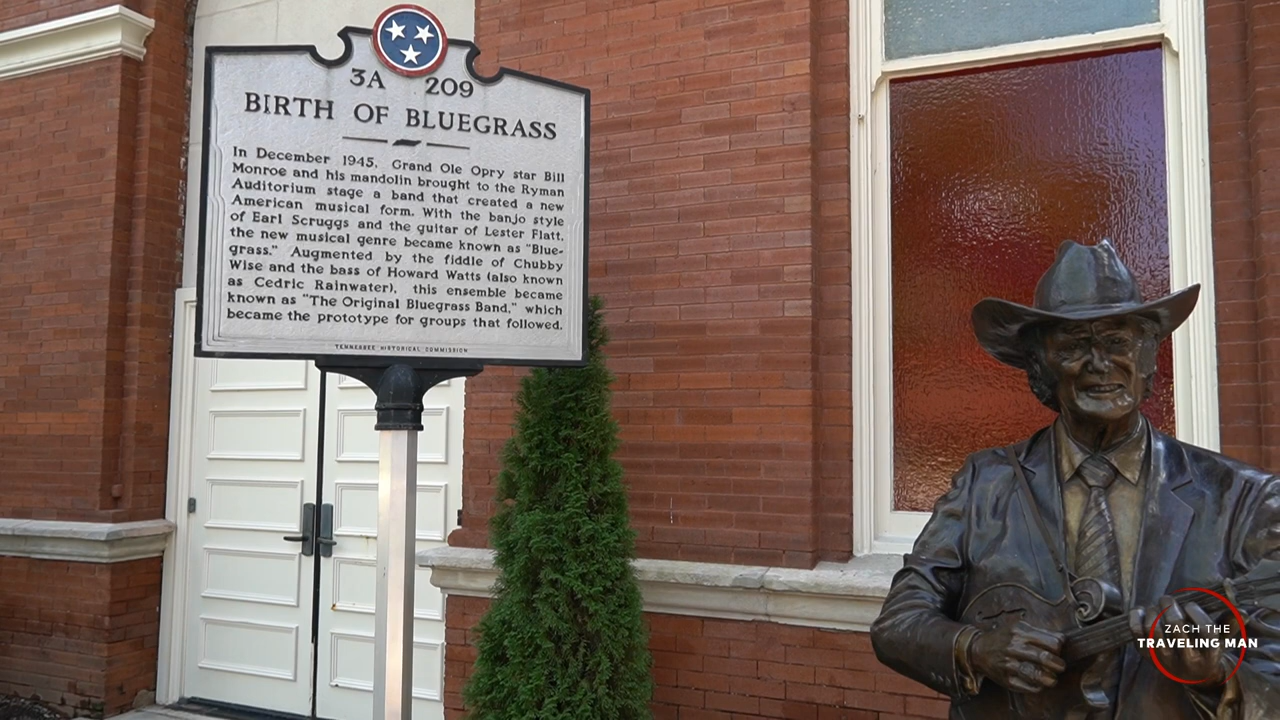 3A 209
BIRTH OF BLUEGRASS
In December 1945, Grand Ole Opry star Bill
Monroe and his mandolin brought to the Ryman
Auditorium stage a band that created a new
American musical form. With the banjo style
of Earl Scruggs and the guitar of Lester Flatt,
the new musical genre became known as "Blue-
grass." Augmented by the fiddle of Chubby
Wise and the bass of Howard Watts (also known
as Cedric Rainwater), this ensemble became
known as "The Original Bluegrass Band," which
became the prototype for groups that followed.
TENNESSEE HISTORICAL COMMISSION
ZACH THE
TRAVELING MAN